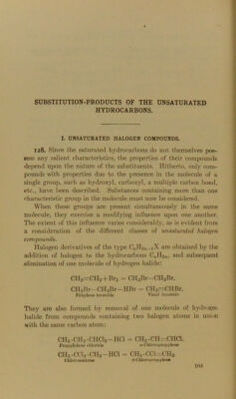 SUBSTITUTION-PRODUCTS OF THE UNSATURATED
HYDROCARBONS.
I. UNSATURATED HALOGEN COMPOUNDS.
128. Since the saturated hydrocarbons do not themselves pos-
sess any salient characteristics, the properties of their compounds
depend upon the nature of the substituents. Hitherto, only com-
pounds with properties due to the presence in the molecule of a
single group, such as hydroxyl, carboxyl, a multiple carbon bond,
etc., have been described. Substances containing more than one
characteristic group in the molecule must now be considered.
When these groups are present simultaneously in the same
molecule, they exercise a modifying influence upon one another.
The extent of this influence varies considerably, as is evident from
a consideration of the different classes of unsaturated halogen
compounds.
Halogen derivatives of the type CₙH₂ₙ₋₁X are obtained by the
addition of halogen to the hydrocarbons CₙH₂ₙ, and subsequent
elimination of one molecule of hydrogen halide:
CH₂=CH₂+Br₂ = CH₂Br—CH₂Br.
CH₂Br—CH₂Br—HBr = CH₂=CHBr.
Ethylene bromide Vinyl bromide
They are also formed by removal of one molecule of hydrogen
halide from compounds containing two halogen atoms in union
with the same carbon atom:
CH₃·CH₂·CHCl₂—HCl = CH₃·CH=CHCl.
Propylidene chloride α-Chloropropylene
CH₃·CCl₂·CH₃—HCl = CH₃·CCl=CH₂.
Chloroacetone β-Chloropropylene